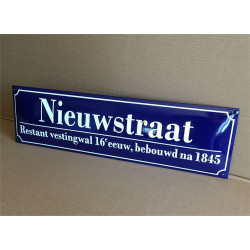 Nieuwstraat
Restant vestingwal 16e eeuw, bebouwd na 1845